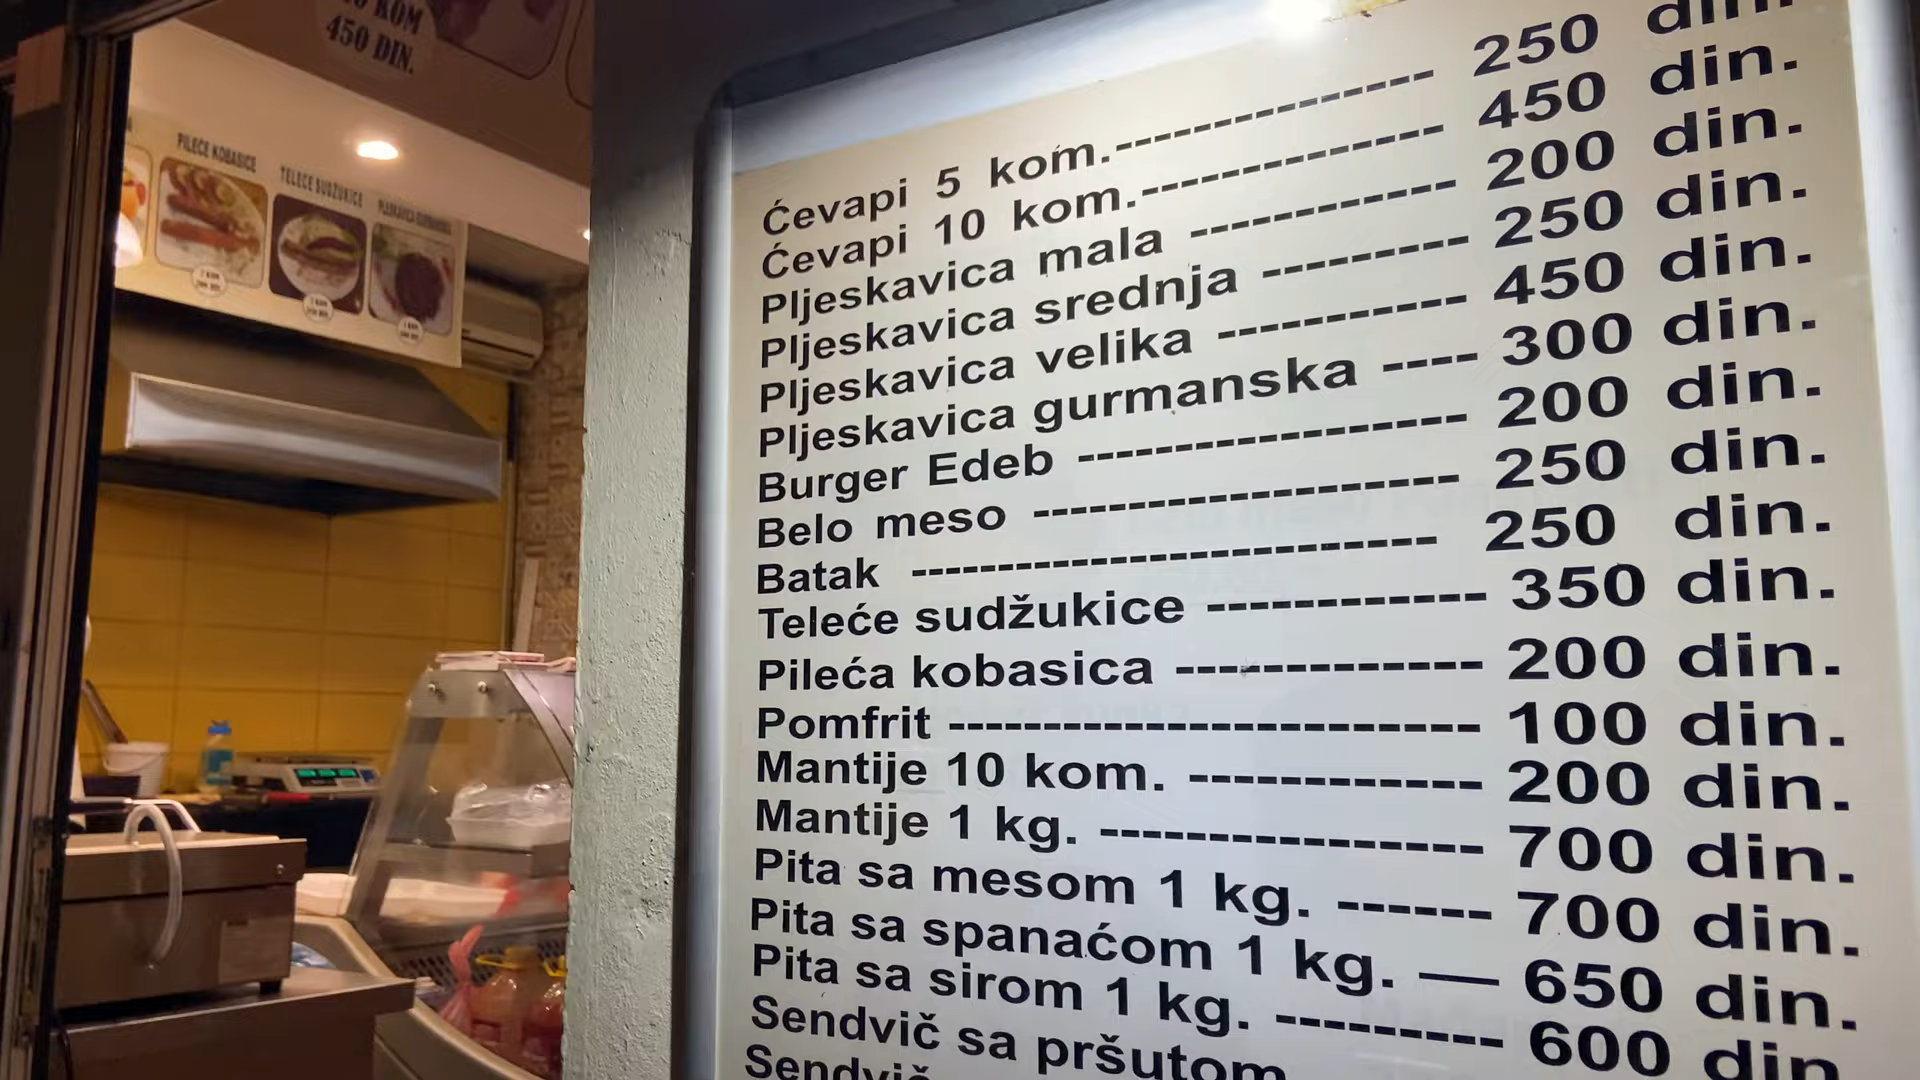 KOM
450 DIN.
PILEĆE KOBASICE
TELEĆE SUDŽUKICE
Ćevapi 5 kom.--------------- 250 din.
Ćevapi 10 kom.-------------- 450 din.
Pljeskavica mala ------------ 200 din.
Pljeskavica srednja --------- 250 din.
Pljeskavica velika ----------- 450 din.
Pljeskavica gurmanska ---- 300 din.
Burger Edeb ----------------- 200 din.
Belo meso ------------------- 250 din.
Batak ----------------------- 250 din.
Teleće sudžukice ------------ 350 din.
Pileća kobasica ------------- 200 din.
Pomfrit ----------------------- 100 din.
Mantije 10 kom. ------------ 200 din.
Mantije 1 kg. ---------------- 700 din.
Pita sa mesom 1 kg. ------ 700 din.
Pita sa spanaćom 1 kg. — 650 din.
Pita sa sirom 1 kg. --------- 600 din
Sendvič sa pršutom
Sendvič